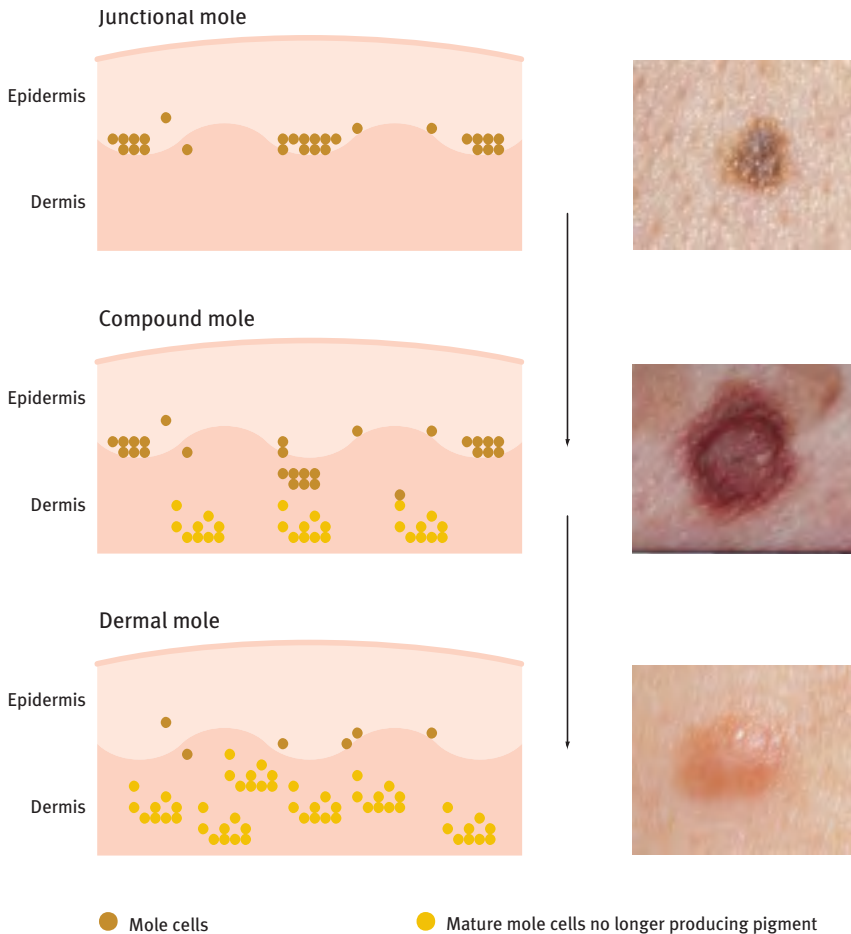 Junctional mole
Epidermis
Dermis
Compound mole
Epidermis
Dermis
Dermal mole
Epidermis
Dermis
Mole cells
Mature mole cells no longer producing pigment